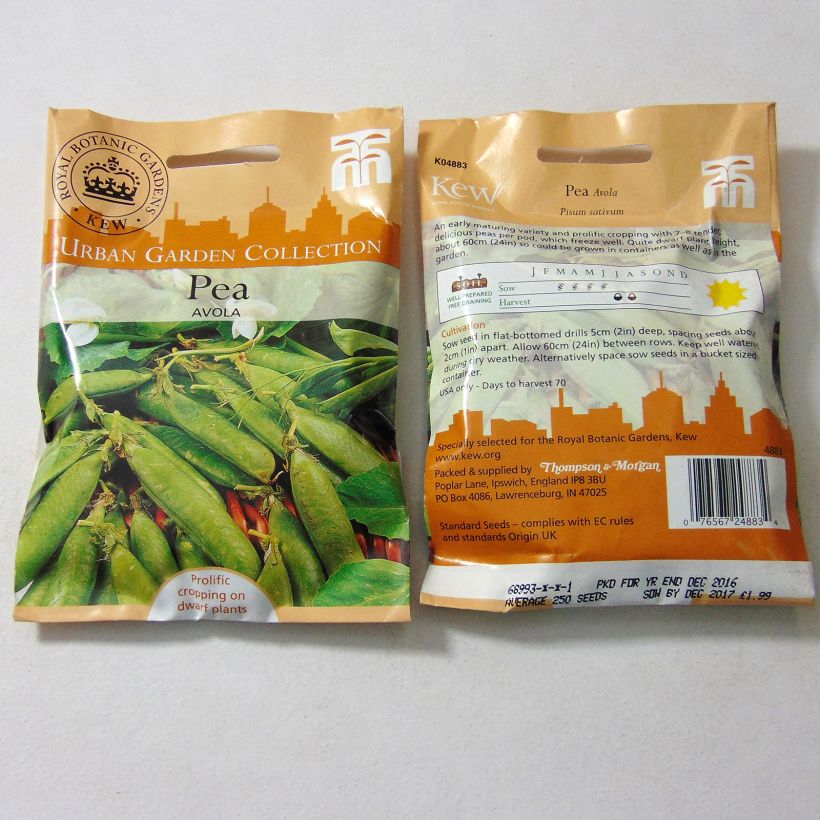 ROYAL BOTANIC GARDENS
KEW
URBAN GARDEN COLLECTION
Pea
AVOLA
Prolific
cropping on
dwarf plants
K04883
Kew
Pea Avola
Pisum sativum
An early maturing variety and prolific cropping with 7-8 tender,
delicious peas per pod, which freeze well. Quite dwarf plant height,
about 60cm (24in) so could be grown in containers as well as in the
garden.
J F M A M J J A S O N D
SOIL
WELL PREPARED
FREE DRAINING
Sow
Harvest
Cultivation
Sow seed in flat-bottomed drills 5cm (2in) deep, spacing seeds abo
2cm (1in) apart. Allow 60cm (24in) between rows. Keep well watere
during dry weather. Alternatively space sow seeds in a bucket sized
container.
USA only - Days to harvest 70
Specially selected for the Royal Botanic Gardens, Kew
www.kew.org
4883
Packed & supplied by Thompson & Morgan
Poplar Lane, Ipswich, England IP8 3BU
PO Box 4086, Lawrenceburg, IN 47025
0 76567 24883 4
Standard Seeds – complies with EC rules
and standards Origin UK
68993-x-x-1 PKD FOR YR END DEC 2016
AVERAGE 250 SEEDS SOW BY DEC 2017 £1.99